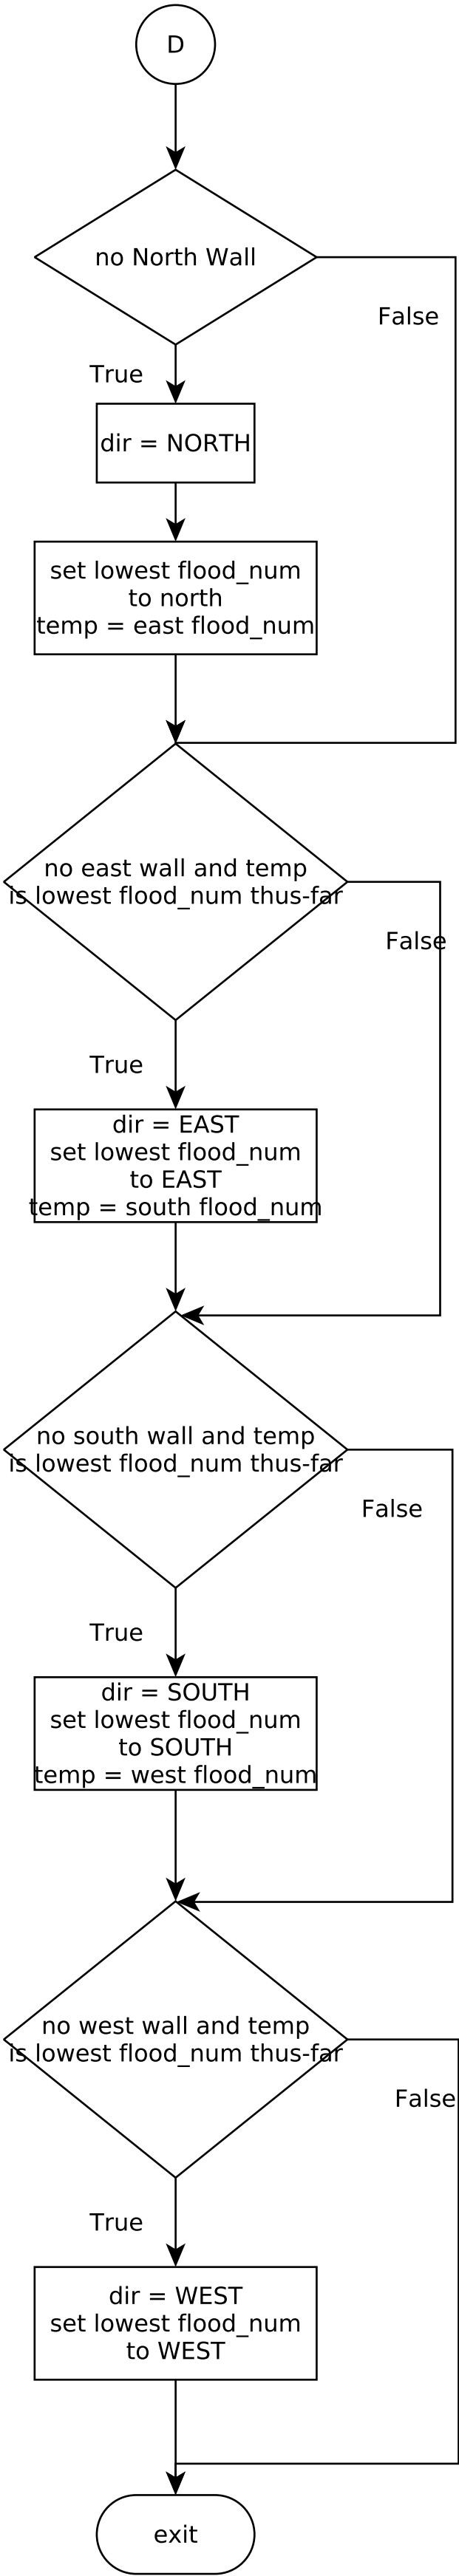 D
no North Wall
False
True
dir = NORTH
set lowest flood_num
to north
temp = east flood_num
no east wall and temp
is lowest flood_num thus-far
False
True
dir = EAST
set lowest flood_num
to EAST
temp = south flood_num
no south wall and temp
is lowest flood_num thus-far
False
True
dir = SOUTH
set lowest flood_num
to SOUTH
temp = west flood_num
no west wall and temp
is lowest flood_num thus-far
False
True
dir = WEST
set lowest flood_num
to WEST
exit